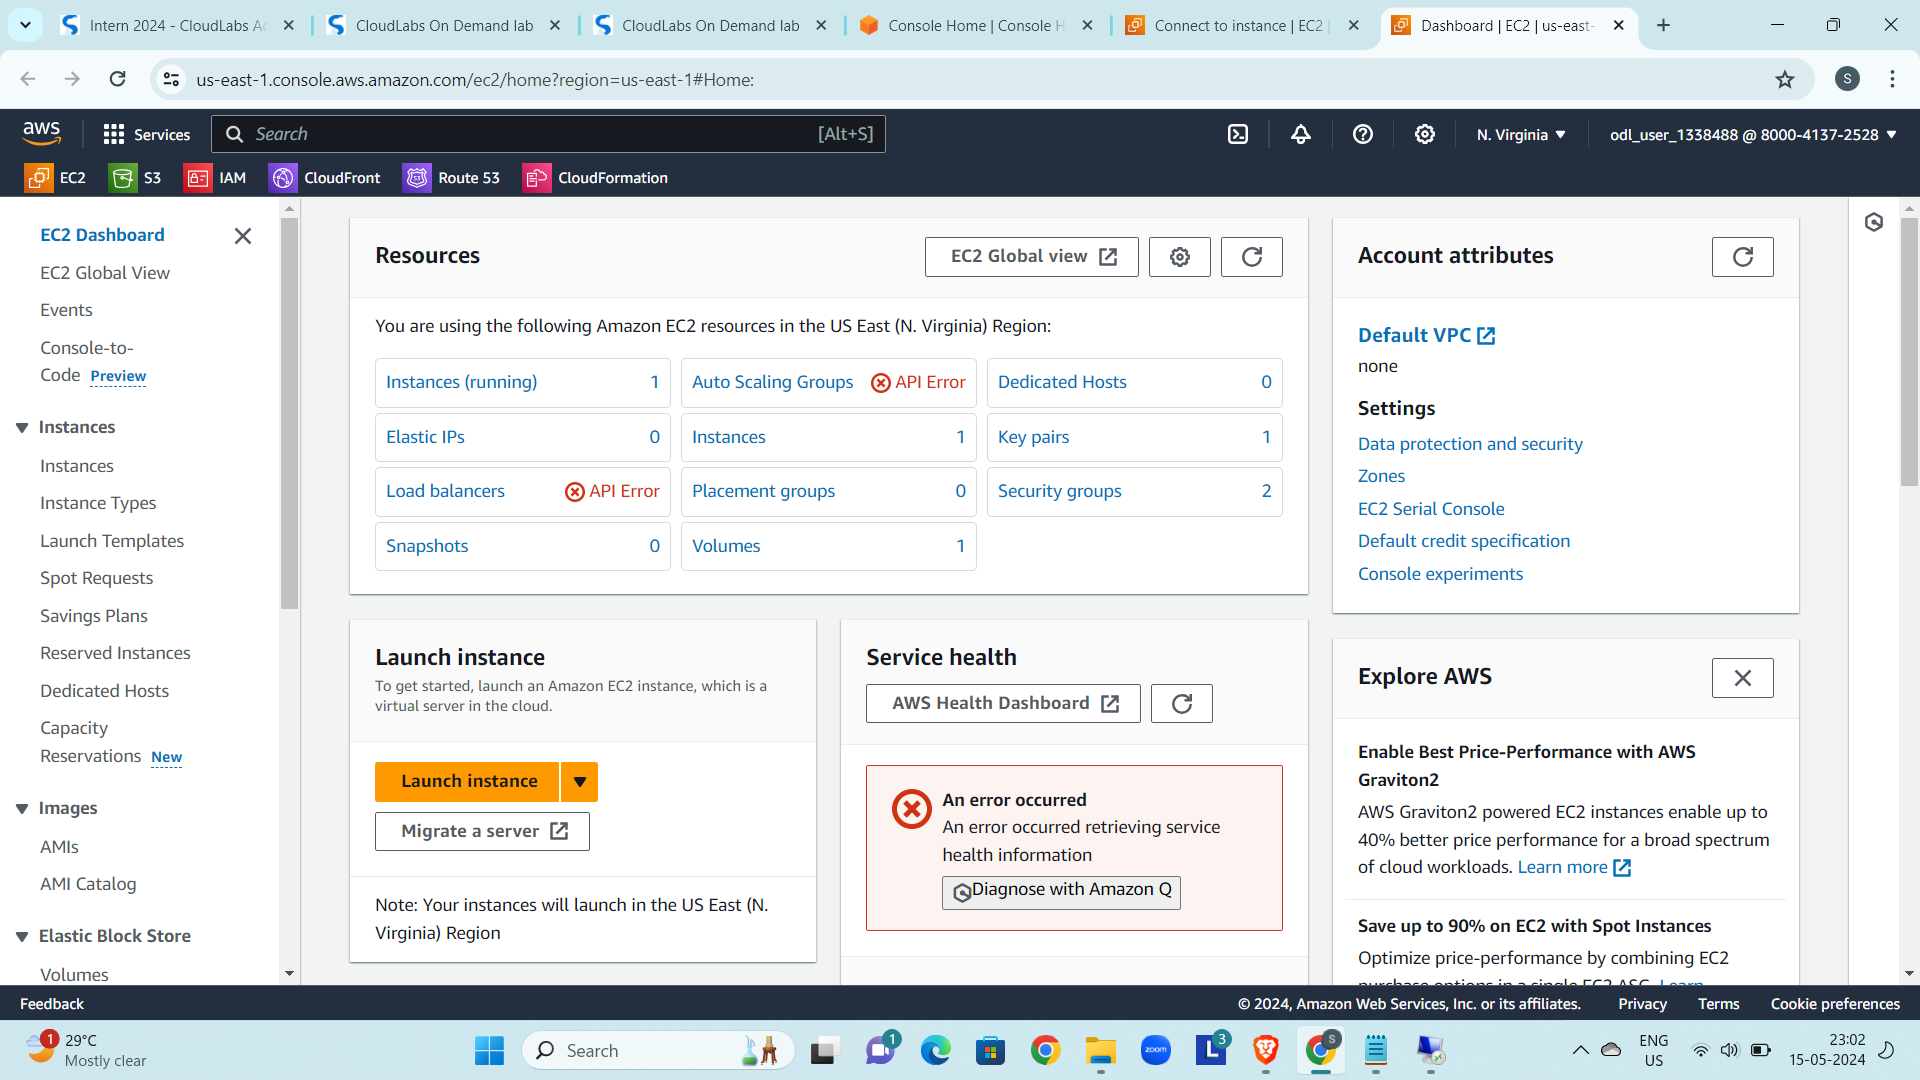 Intern 2024 - CloudLabs Ac
CloudLabs On Demand lab
CloudLabs On Demand lab
Console Home | Console H
Connect to instance | EC2 |
Dashboard | EC2 | us-east-
us-east-1.console.aws.amazon.com/ec2/home?region=us-east-1#Home:
S
aws
Services
Search
[Alt+S]
N. Virginia
odl_user_1338488 @ 8000-4137-2528
EC2
S3
IAM
CloudFront
Route 53
CloudFormation
EC2 Dashboard
EC2 Global View
Events
Console-to-
Code Preview
Instances
Instances
Instance Types
Launch Templates
Spot Requests
Savings Plans
Reserved Instances
Dedicated Hosts
Capacity
Reservations New
Images
AMIs
AMI Catalog
Elastic Block Store
Volumes
Resources
EC2 Global view
You are using the following Amazon EC2 resources in the US East (N. Virginia) Region:
Instances (running) 1
Auto Scaling Groups API Error
Dedicated Hosts 0
Elastic IPs 0
Instances 1
Key pairs 1
Load balancers API Error
Placement groups 0
Security groups 2
Snapshots 0
Volumes 1
Launch instance
To get started, launch an Amazon EC2 instance, which is a
virtual server in the cloud.
Launch instance
Migrate a server
Note: Your instances will launch in the US East (N.
Virginia) Region
Service health
AWS Health Dashboard
An error occurred
An error occurred retrieving service
health information
Diagnose with Amazon Q
Account attributes
Default VPC
none
Settings
Data protection and security
Zones
EC2 Serial Console
Default credit specification
Console experiments
Explore AWS
Enable Best Price-Performance with AWS
Graviton2
AWS Graviton2 powered EC2 instances enable up to
40% better price performance for a broad spectrum
of cloud workloads. Learn more
Save up to 90% on EC2 with Spot Instances
Optimize price-performance by combining EC2
purchase options in a single EC2 ASG. Learn
Feedback
© 2024, Amazon Web Services, Inc. or its affiliates.
Privacy
Terms
Cookie preferences
1
29°C
Mostly clear
Search
1
zoom
L
3
S
ENG
US
23:02
15-05-2024